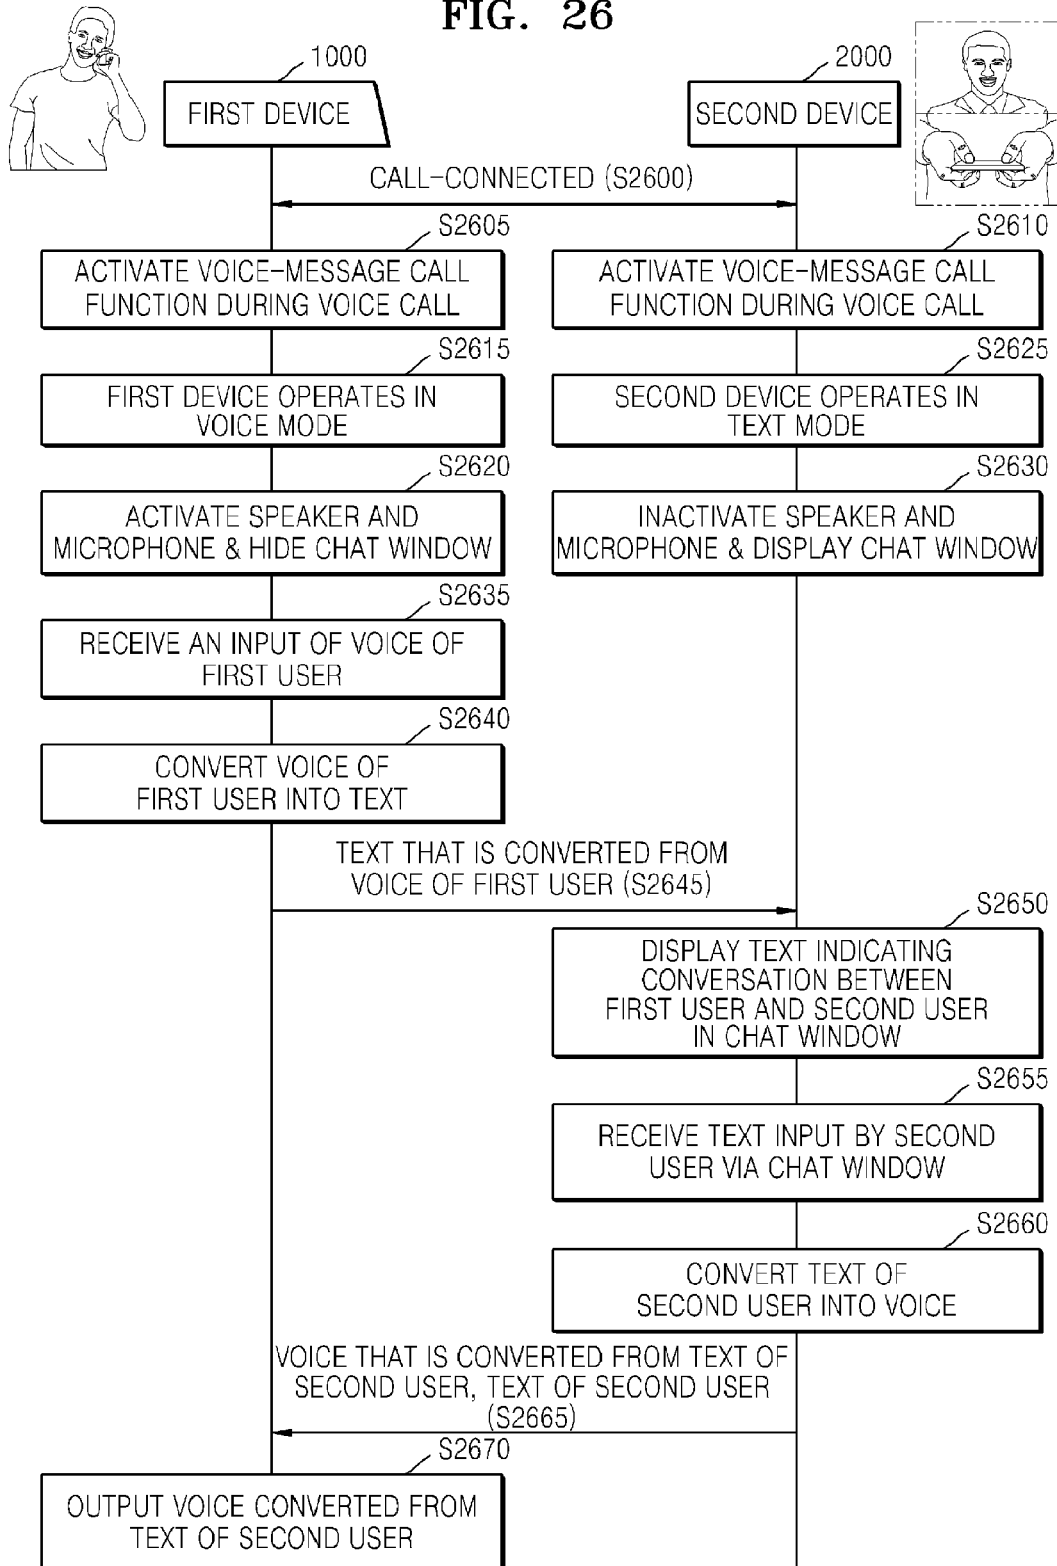 FIG. 26
1000
2000
FIRST DEVICE
SECOND DEVICE
CALL-CONNECTED (S2600)
S2605
ACTIVATE VOICE-MESSAGE CALL
FUNCTION DURING VOICE CALL
S2610
ACTIVATE VOICE-MESSAGE CALL
FUNCTION DURING VOICE CALL
S2615
FIRST DEVICE OPERATES IN
VOICE MODE
S2625
SECOND DEVICE OPERATES IN
TEXT MODE
S2620
ACTIVATE SPEAKER AND
MICROPHONE & HIDE CHAT WINDOW
S2630
INACTIVATE SPEAKER AND
MICROPHONE & DISPLAY CHAT WINDOW
S2635
RECEIVE AN INPUT OF VOICE OF
FIRST USER
S2640
CONVERT VOICE OF
FIRST USER INTO TEXT
TEXT THAT IS CONVERTED FROM
VOICE OF FIRST USER (S2645)
S2650
DISPLAY TEXT INDICATING
CONVERSATION BETWEEN
FIRST USER AND SECOND USER
IN CHAT WINDOW
S2655
RECEIVE TEXT INPUT BY SECOND
USER VIA CHAT WINDOW
S2660
CONVERT TEXT OF
SECOND USER INTO VOICE
VOICE THAT IS CONVERTED FROM TEXT OF
SECOND USER, TEXT OF SECOND USER
(S2665)
S2670
OUTPUT VOICE CONVERTED FROM
TEXT OF SECOND USER